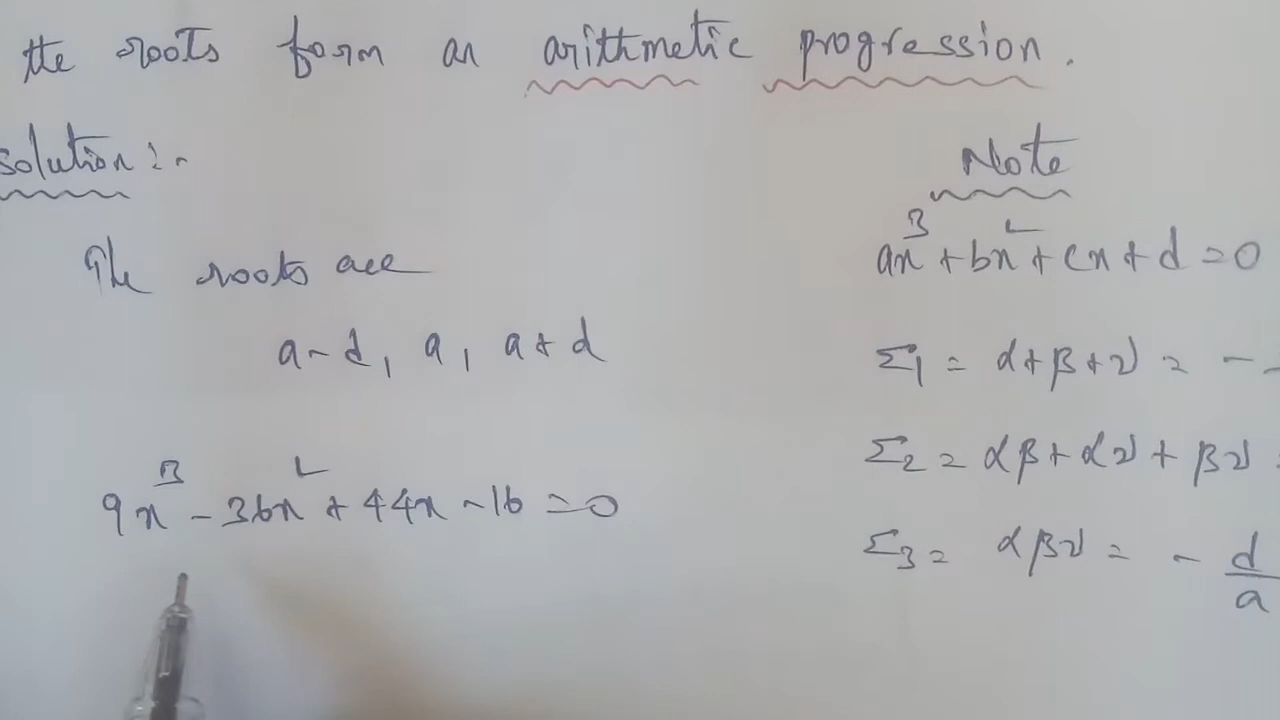 the roots form an arithmetic progression.
solution:-
The roots are
a-d, a, a+d
9x³ - 36x² + 44x - 16 = 0
Note
ax³ + bx² + cx + d = 0
Σ1 = α+β+γ = -
Σ2 = αβ + αγ + βγ =
Σ3 = αβγ = - d/a